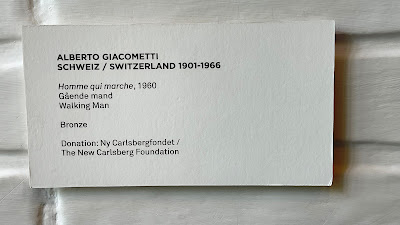 ALBERTO GIACOMETTI
SCHWEIZ / SWITZERLAND 1901-1966
Homme qui marche, 1960
Gående mand
Walking Man
Bronze
Donation: Ny Carlsbergfondet /
The New Carlsberg Foundation